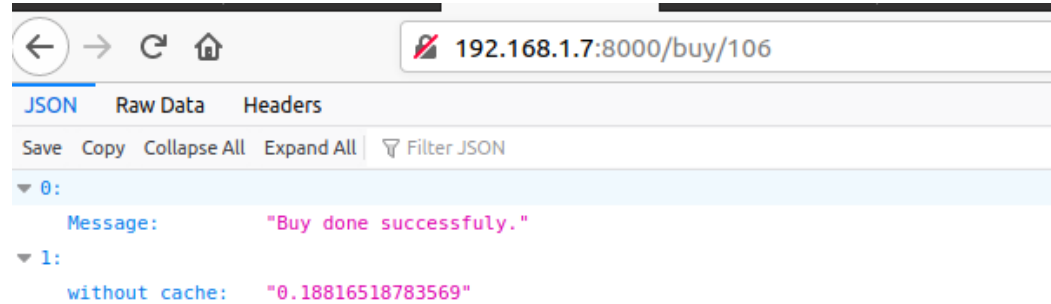 192.168.1.7:8000/buy/106
JSON Raw Data Headers
Save Copy Collapse All Expand All Filter JSON
0:
Message: "Buy done successfuly."
1:
without cache: "0.18816518783569"